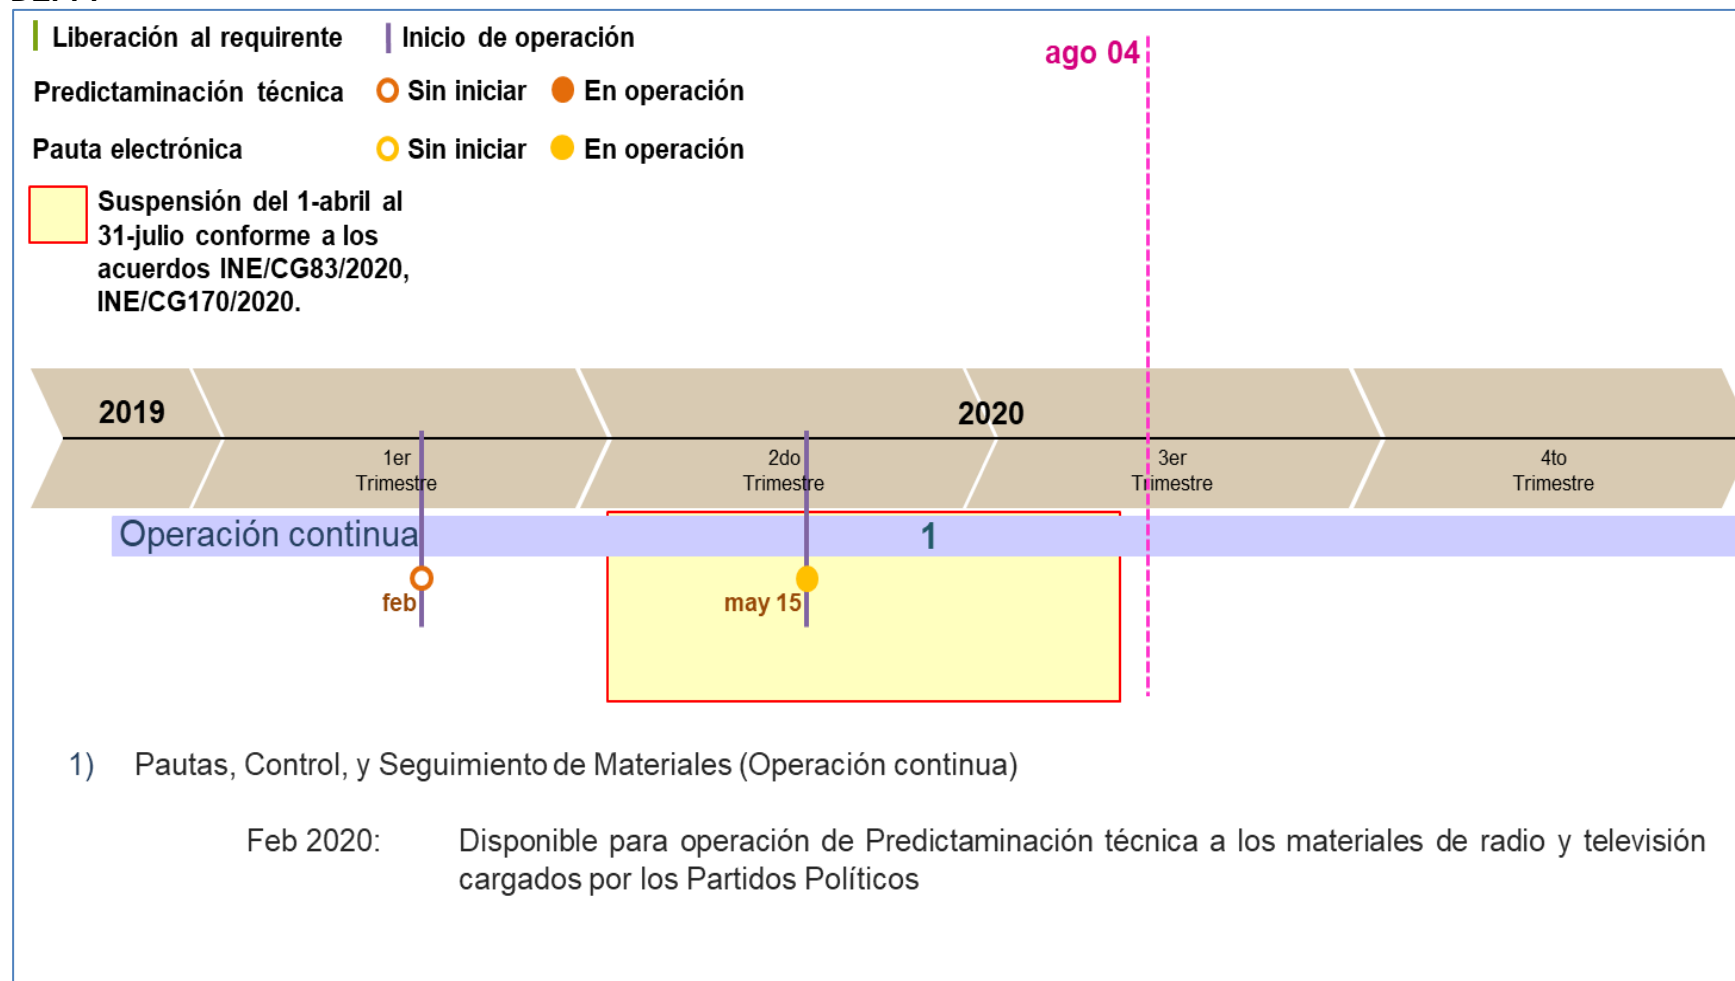 Liberación al requirente
Inicio de operación
ago 04
Predictaminación técnica
Sin iniciar
En operación
Pauta electrónica
Sin iniciar
En operación
Suspensión del 1-abril al
31-julio conforme a los
acuerdos INE/CG83/2020,
INE/CG170/2020.
2019
2020
1er
Trimestre
2do
Trimestre
3er
Trimestre
4to
Trimestre
Operación continua
1
feb
may 15
1) Pautas, Control, y Seguimiento de Materiales (Operación continua)
Feb 2020: Disponible para operación de Predictaminación técnica a los materiales de radio y televisión
cargados por los Partidos Políticos